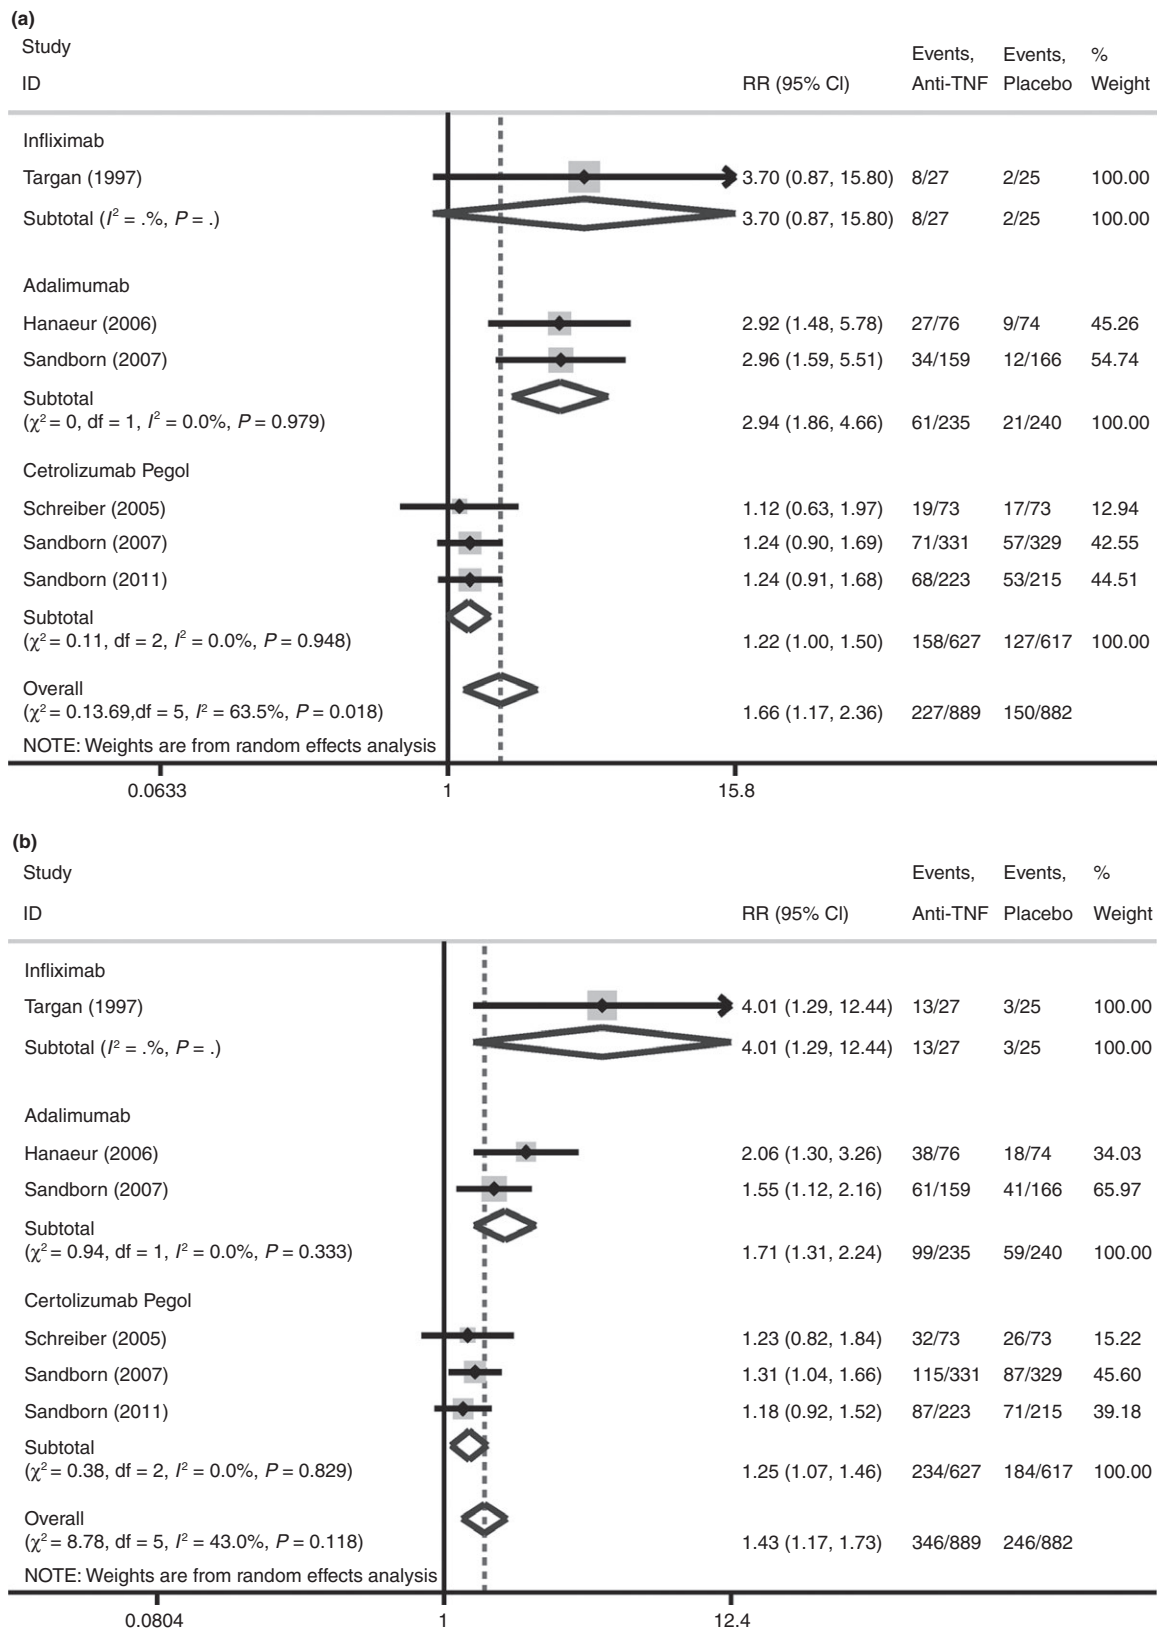 (a)
Study
Events, Events, %
ID RR (95% CI) Anti-TNF Placebo Weight
Infliximab
Targan (1997) 3.70 (0.87, 15.80) 8/27 2/25 100.00
Subtotal (I² = .%, P = .) 3.70 (0.87, 15.80) 8/27 2/25 100.00
Adalimumab
Hanaeur (2006) 2.92 (1.48, 5.78) 27/76 9/74 45.26
Sandborn (2007) 2.96 (1.59, 5.51) 34/159 12/166 54.74
Subtotal
(χ² = 0, df = 1, I² = 0.0%, P = 0.979) 2.94 (1.86, 4.66) 61/235 21/240 100.00
Cetrolizumab Pegol
Schreiber (2005) 1.12 (0.63, 1.97) 19/73 17/73 12.94
Sandborn (2007) 1.24 (0.90, 1.69) 71/331 57/329 42.55
Sandborn (2011) 1.24 (0.91, 1.68) 68/223 53/215 44.51
Subtotal
(χ² = 0.11, df = 2, I² = 0.0%, P = 0.948) 1.22 (1.00, 1.50) 158/627 127/617 100.00
Overall
(χ² = 0.13.69,df = 5, I² = 63.5%, P = 0.018) 1.66 (1.17, 2.36) 227/889 150/882
NOTE: Weights are from random effects analysis
0.0633 1 15.8
(b)
Study Events, Events, %
ID RR (95% CI) Anti-TNF Placebo Weight
Infliximab
Targan (1997) 4.01 (1.29, 12.44) 13/27 3/25 100.00
Subtotal (I² = .%, P = .) 4.01 (1.29, 12.44) 13/27 3/25 100.00
Adalimumab
Hanaeur (2006) 2.06 (1.30, 3.26) 38/76 18/74 34.03
Sandborn (2007) 1.55 (1.12, 2.16) 61/159 41/166 65.97
Subtotal
(χ² = 0.94, df = 1, I² = 0.0%, P = 0.333) 1.71 (1.31, 2.24) 99/235 59/240 100.00
Certolizumab Pegol
Schreiber (2005) 1.23 (0.82, 1.84) 32/73 26/73 15.22
Sandborn (2007) 1.31 (1.04, 1.66) 115/331 87/329 45.60
Sandborn (2011) 1.18 (0.92, 1.52) 87/223 71/215 39.18
Subtotal
(χ² = 0.38, df = 2, I² = 0.0%, P = 0.829) 1.25 (1.07, 1.46) 234/627 184/617 100.00
Overall
(χ² = 8.78, df = 5, I² = 43.0%, P = 0.118) 1.43 (1.17, 1.73) 346/889 246/882
NOTE: Weights are from random effects analysis
0.0804 1 12.4